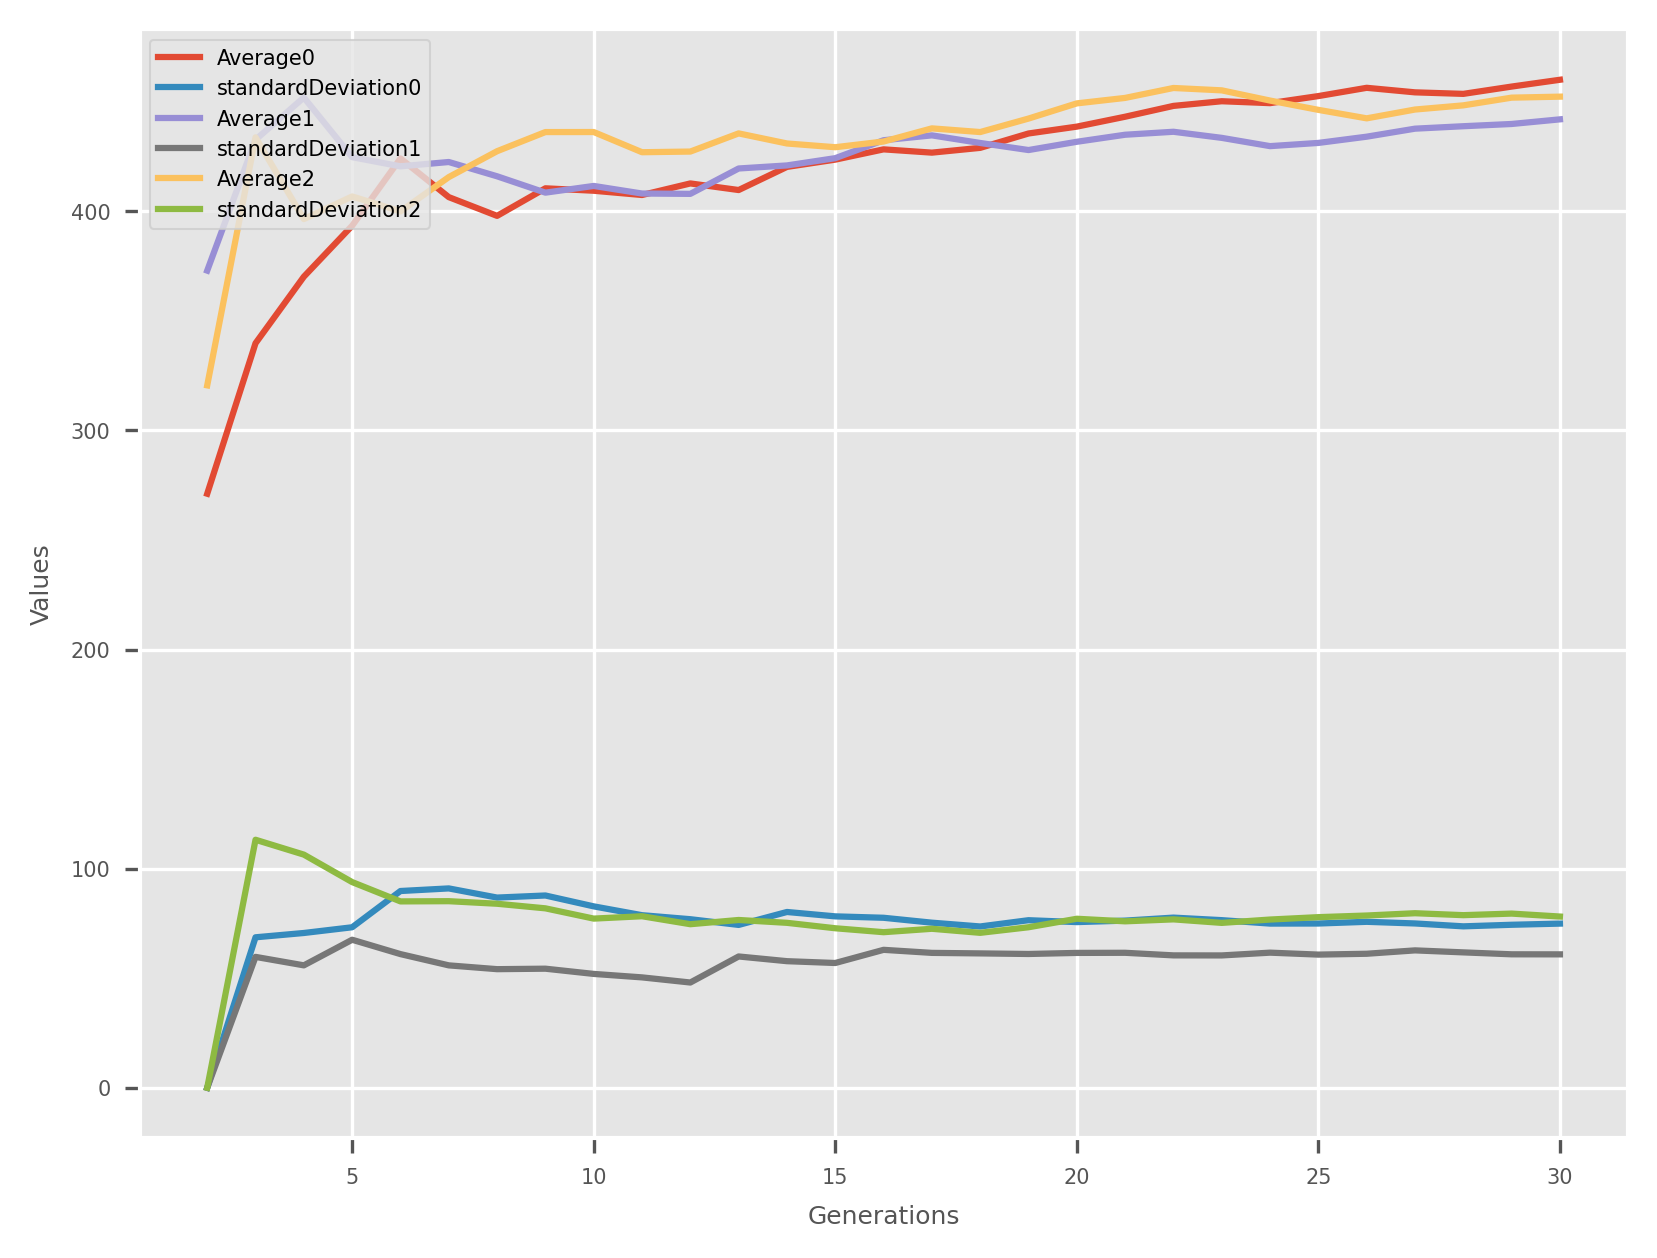 Average0
standardDeviation0
Average1
standardDeviation1
Average2
standardDeviation2
400
300
200
100
0
Values
5 10 15 20 25 30
Generations